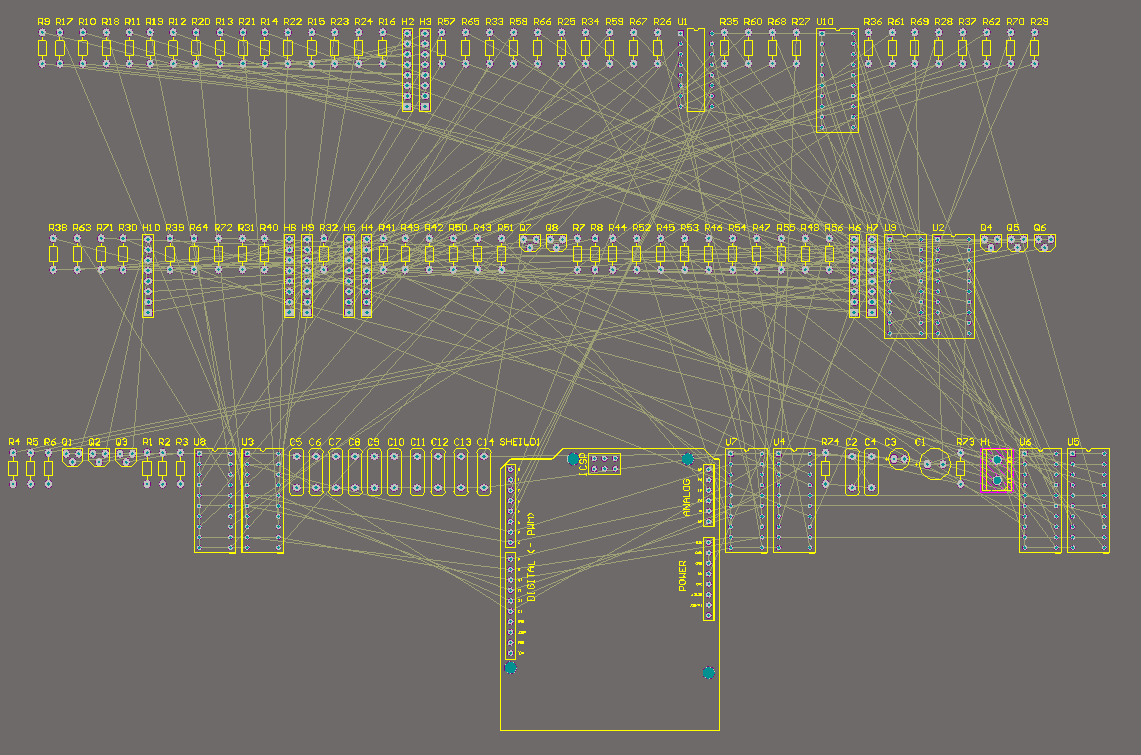 R9 R17 R10 R18 R11 R19 R12 R20 R13 R21 R14 R22 R15 R23 R24 R16 H2 H3 R57 R65 R33 R58 R66 R25 R34 R59 R67 R26 U1 R35 R60 R68 R27 U10 R36 R61 R69 R28 R37 R62 R70 R29
R38 R63 R71 R30 H10 R39 R64 R72 R31 R40 H8 H9 R32 H5 H4 R41 R49 R42 R50 R43 R51 Q7 Q8 R7 R8 R44 R52 R45 R53 R46 R54 R47 R55 R48 R56 H6 H7 U9 U2 Q4 Q5 Q6
R4 R5 R6 Q1 Q2 Q3 R1 R2 R3 U8 U3 C5 C6 C7 C8 C9 C10 C11 C12 C13 C14 SHEILD1 U7 U4 R74 C2 C4 C3 C1 R73 H1 U6 U5
ICSP
ANALOG
DIGITAL (~PWM)
POWER